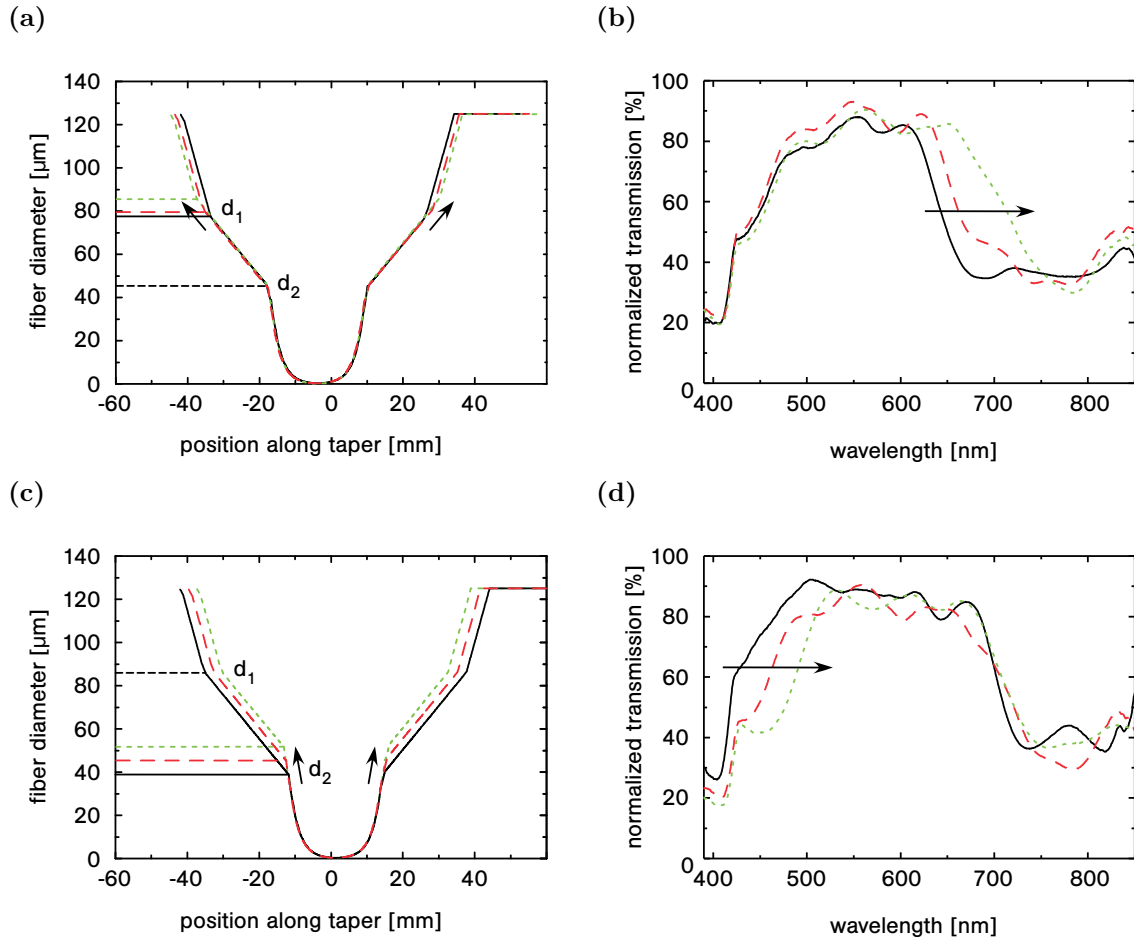 (a)
(b)
140
120
100
80
60
40
20
0
fiber diameter [μm]
d1
d2
-60 -40 -20 0 20 40
position along taper [mm]
100
80
60
40
20
0
normalized transmission [%]
400 500 600 700 800
wavelength [nm]
(c)
(d)
140
120
100
80
60
40
20
0
fiber diameter [μm]
d1
d2
-60 -40 -20 0 20 40
position along taper [mm]
100
80
60
40
20
0
normalized transmission [%]
400 500 600 700 800
wavelength [nm]